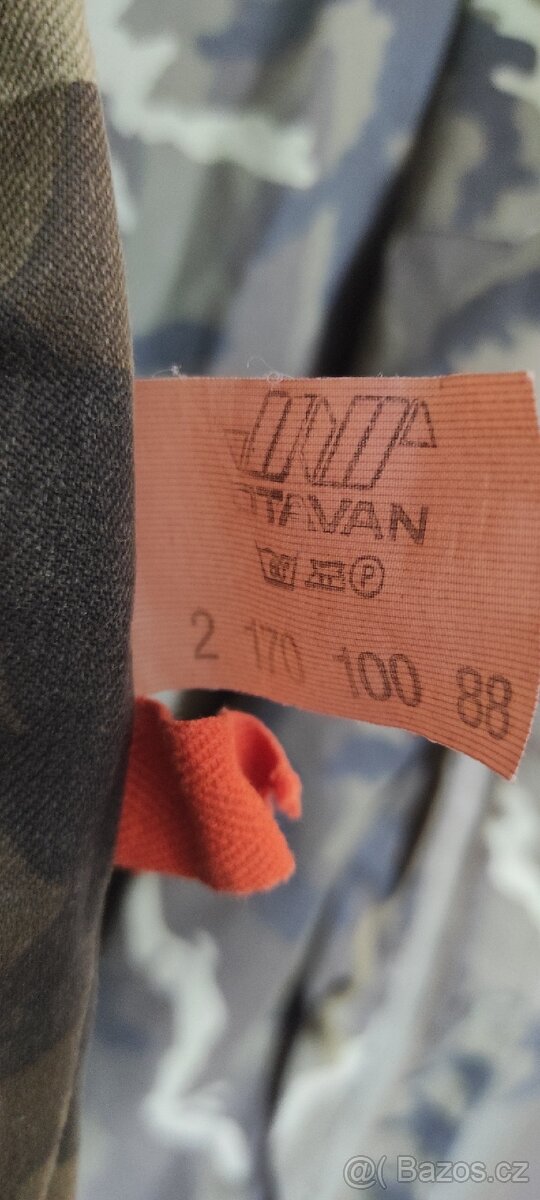 OTAVAN
P
2 170 100 88
@( Bazos.cz